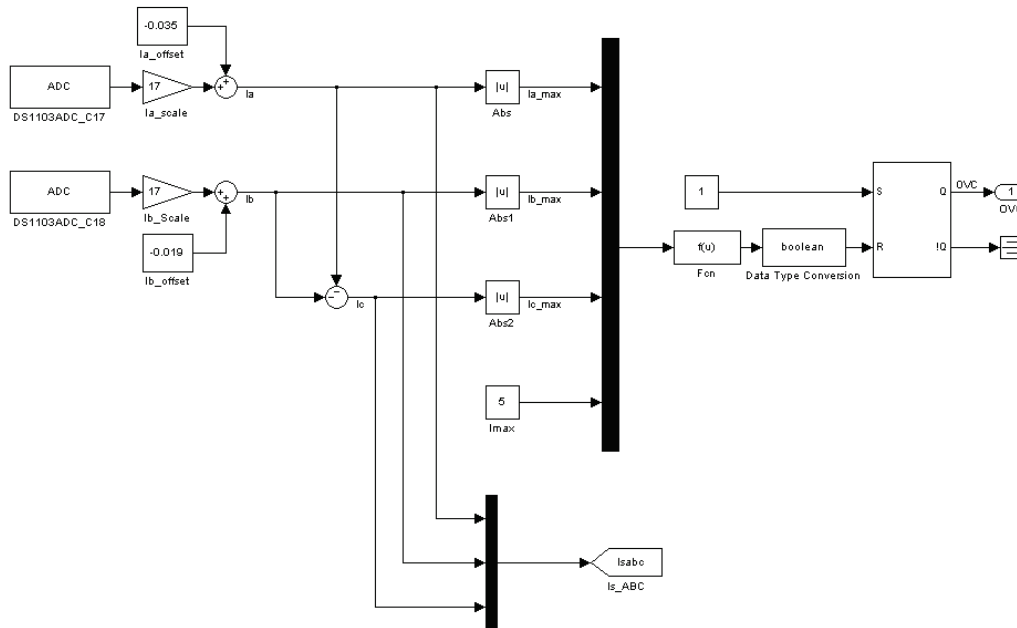 -0.035
Ia_offset
ADC
DS1103ADC_C17
17
Ia_scale
+
+
Ia
|u|
Abs
Ia_max
ADC
DS1103ADC_C18
17
Ib_Scale
+
+
Ib
-0.019
Ib_offset
|u|
Abs1
Ib_max
−
−
Ic
|u|
Abs2
Ic_max
5
Imax
f(u)
Fcn
1
boolean
Data Type Conversion
S
R
Q
!Q
OVC
1
Isabc
Is_ABC